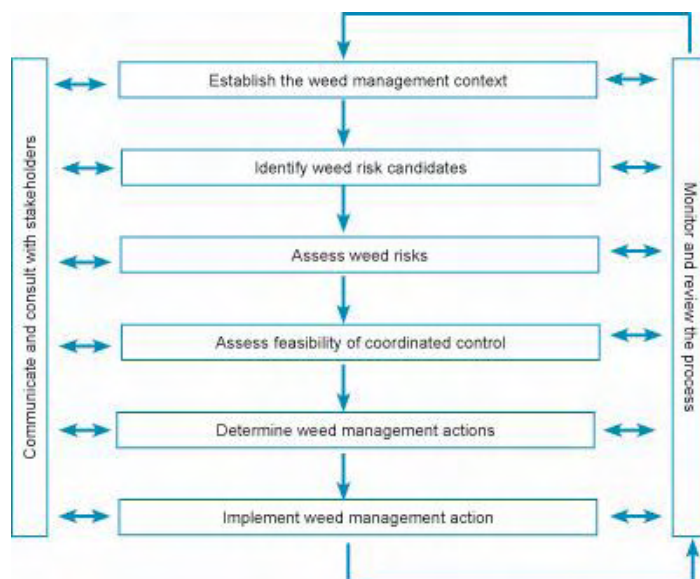 Establish the weed management context
Identify weed risk candidates
Assess weed risks
Assess feasibility of coordinated control
Determine weed management actions
Implement weed management action
Communicate and consult with stakeholders
Monitor and review the process